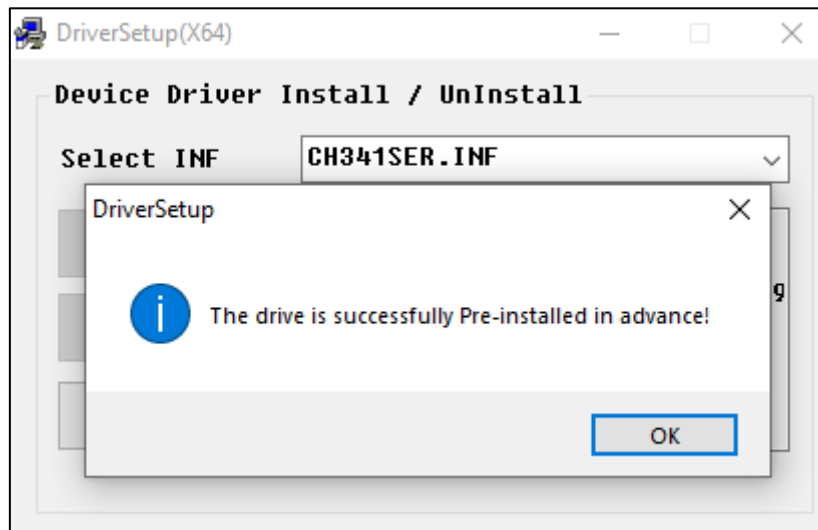 DriverSetup(X64)
Device Driver Install / UnInstall
Select INF
CH341SER.INF
DriverSetup
The drive is successfully Pre-installed in advance!
g
OK